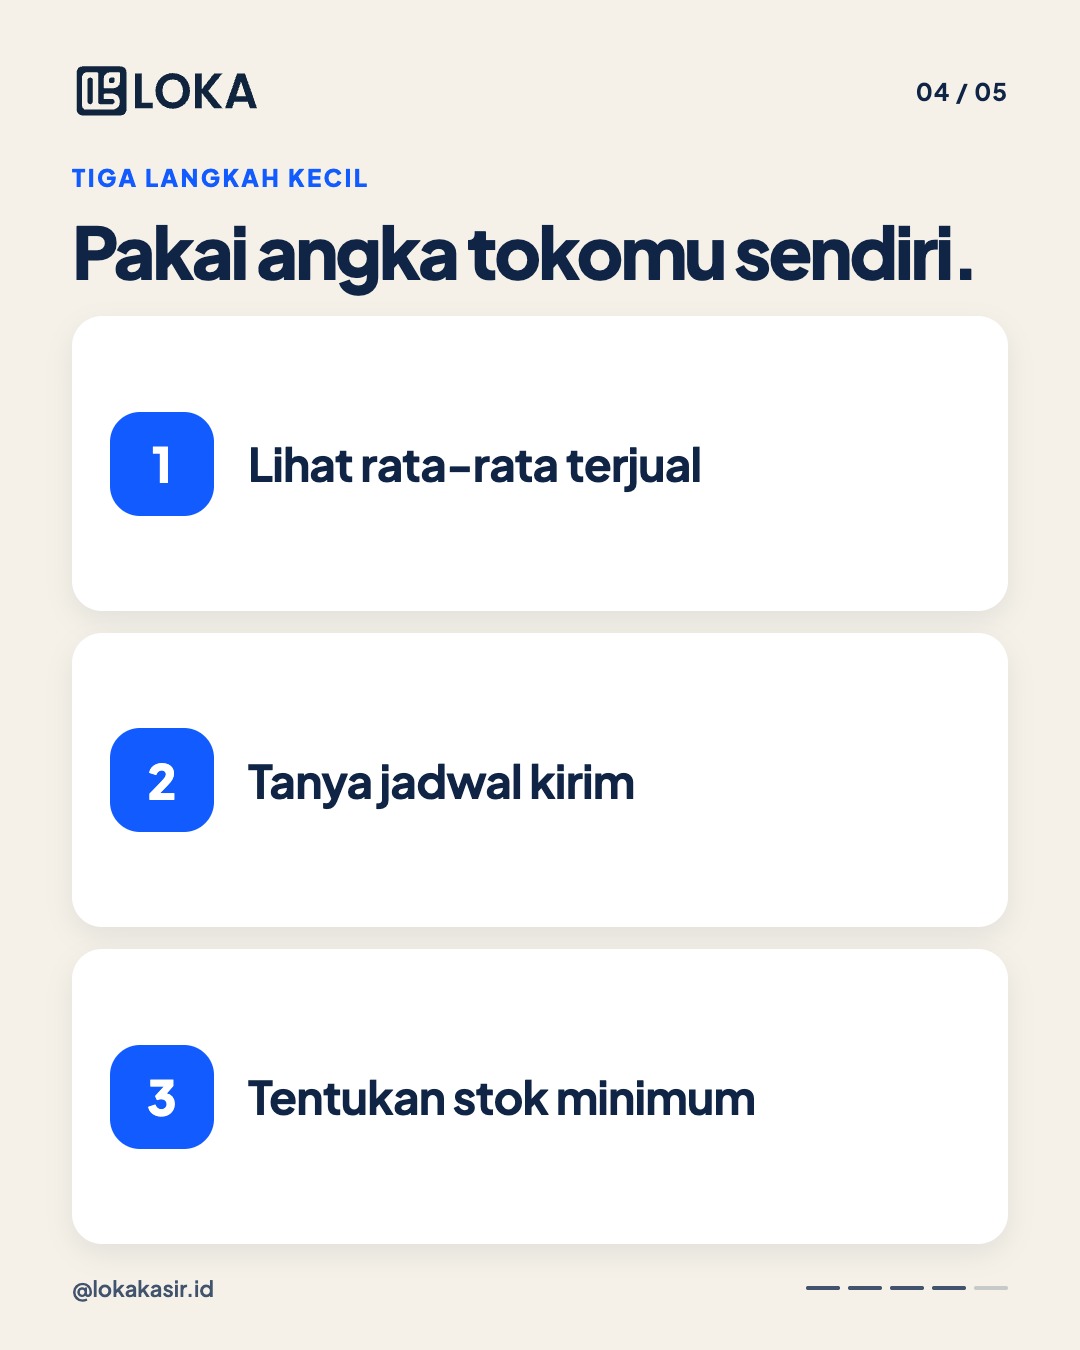 LOKA
04 / 05
TIGA LANGKAH KECIL
Pakai angka tokomu sendiri.
1
Lihat rata-rata terjual
2
Tanya jadwal kirim
3
Tentukan stok minimum
@lokakasir.id